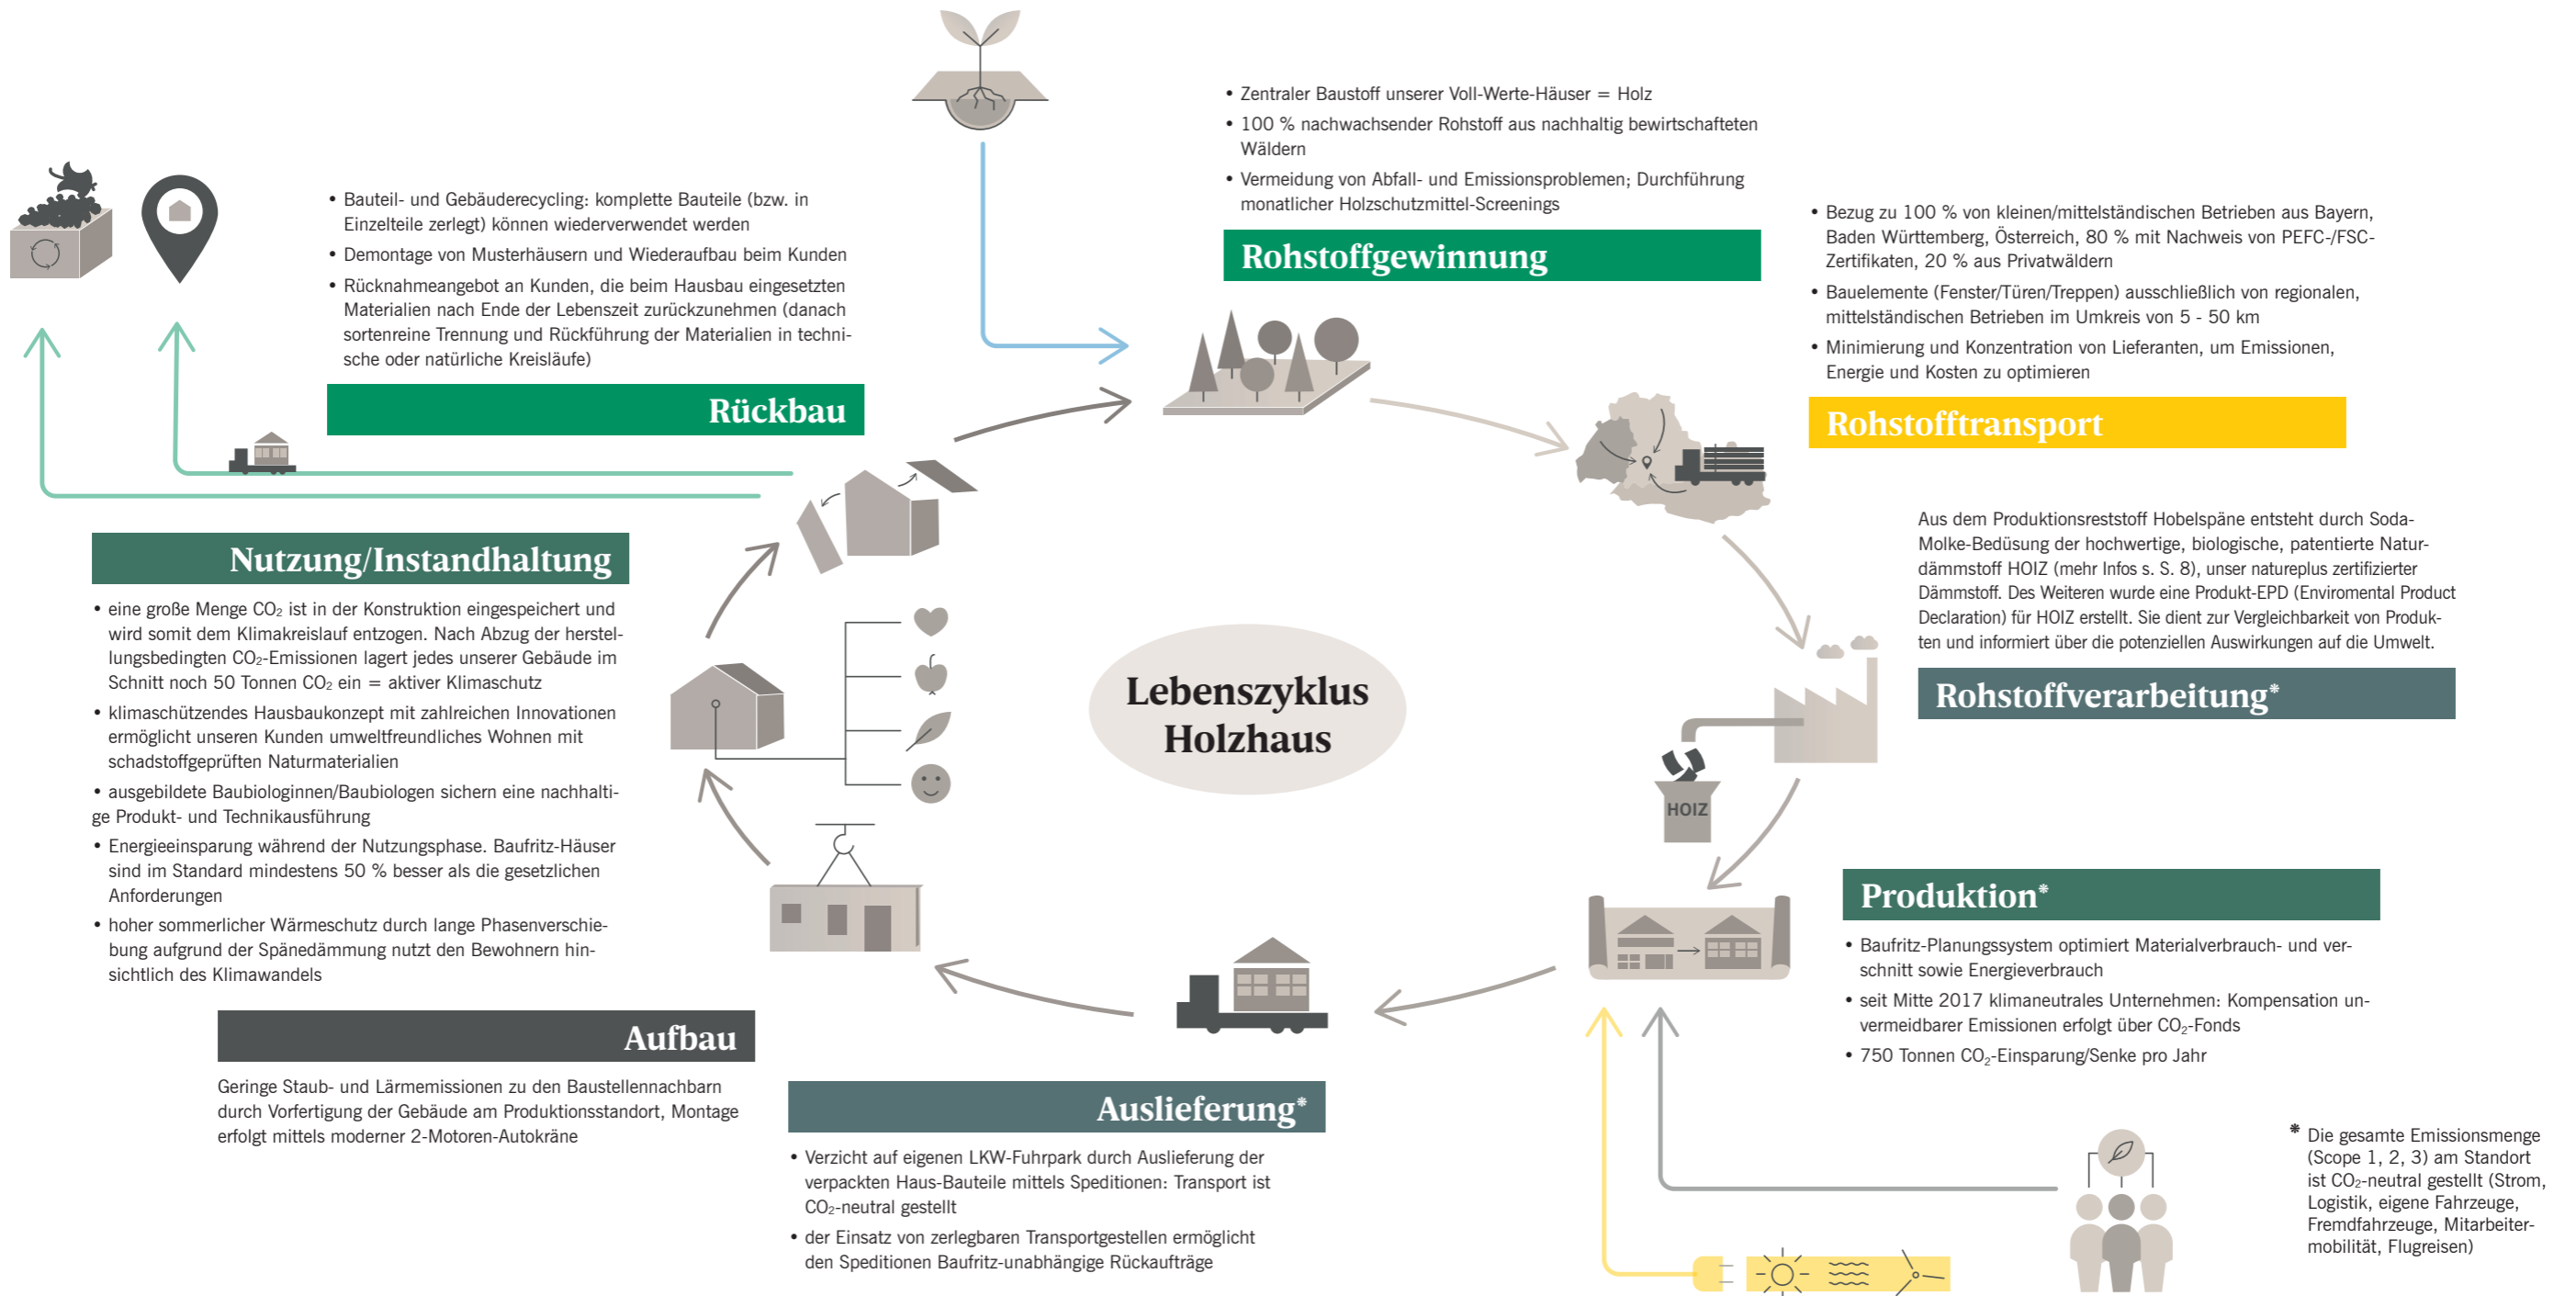 • Zentraler Baustoff unserer Voll-Werte-Häuser = Holz
• 100 % nachwachsender Rohstoff aus nachhaltig bewirtschafteten
Wäldern
• Vermeidung von Abfall- und Emissionsproblemen; Durchführung
monatlicher Holzschutzmittel-Screenings
Rohstoffgewinnung
• Bezug zu 100 % von kleinen/mittelständischen Betrieben aus Bayern,
Baden Württemberg, Österreich, 80 % mit Nachweis von PEFC-/FSC-
Zertifikaten, 20 % aus Privatwäldern
• Bauelemente (Fenster/Türen/Treppen) ausschließlich von regionalen,
mittelständischen Betrieben im Umkreis von 5 - 50 km
• Minimierung und Konzentration von Lieferanten, um Emissionen,
Energie und Kosten zu optimieren
Rohstofftransport
Aus dem Produktionsreststoff Hobelspäne entsteht durch Soda-
Molke-Bedüsung der hochwertige, biologische, patentierte Natur-
dämmstoff HOIZ (mehr Infos s. S. 8), unser natureplus zertifizierter
Dämmstoff. Des Weiteren wurde eine Produkt-EPD (Enviromental Product
Declaration) für HOIZ erstellt. Sie dient zur Vergleichbarkeit von Produk-
ten und informiert über die potenziellen Auswirkungen auf die Umwelt.
Rohstoffverarbeitung*
HOIZ
Produktion*
• Baufritz-Planungssystem optimiert Materialverbrauch- und ver-
schnitt sowie Energieverbrauch
• seit Mitte 2017 klimaneutrales Unternehmen: Kompensation un-
vermeidbarer Emissionen erfolgt über CO₂-Fonds
• 750 Tonnen CO₂-Einsparung/Senke pro Jahr
* Die gesamte Emissionsmenge
(Scope 1, 2, 3) am Standort
ist CO₂-neutral gestellt (Strom,
Logistik, eigene Fahrzeuge,
Fremdfahrzeuge, Mitarbeiter-
mobilität, Flugreisen)
Auslieferung*
• Verzicht auf eigenen LKW-Fuhrpark durch Auslieferung der
verpackten Haus-Bauteile mittels Speditionen: Transport ist
CO₂-neutral gestellt
• der Einsatz von zerlegbaren Transportgestellen ermöglicht
den Speditionen Baufritz-unabhängige Rückaufträge
Aufbau
Geringe Staub- und Lärmemissionen zu den Baustellennachbarn
durch Vorfertigung der Gebäude am Produktionsstandort, Montage
erfolgt mittels moderner 2-Motoren-Autokräne
Nutzung/Instandhaltung
• eine große Menge CO₂ ist in der Konstruktion eingespeichert und
wird somit dem Klimakreislauf entzogen. Nach Abzug der herstel-
lungsbedingten CO₂-Emissionen lagert jedes unserer Gebäude im
Schnitt noch 50 Tonnen CO₂ ein = aktiver Klimaschutz
• klimaschützendes Hausbaukonzept mit zahlreichen Innovationen
ermöglicht unseren Kunden umweltfreundliches Wohnen mit
schadstoffgeprüften Naturmaterialien
• ausgebildete Baubiologinnen/Baubiologen sichern eine nachhalti-
ge Produkt- und Technikausführung
• Energieeinsparung während der Nutzungsphase. Baufritz-Häuser
sind im Standard mindestens 50 % besser als die gesetzlichen
Anforderungen
• hoher sommerlicher Wärmeschutz durch lange Phasenverschie-
bung aufgrund der Spänedämmung nutzt den Bewohnern hin-
sichtlich des Klimawandels
• Bauteil- und Gebäuderecycling: komplette Bauteile (bzw. in
Einzelteile zerlegt) können wiederverwendet werden
• Demontage von Musterhäusern und Wiederaufbau beim Kunden
• Rücknahmeangebot an Kunden, die beim Hausbau eingesetzten
Materialien nach Ende der Lebenszeit zurückzunehmen (danach
sortenreine Trennung und Rückführung der Materialien in techni-
sche oder natürliche Kreisläufe)
Rückbau
Lebenszyklus
Holzhaus